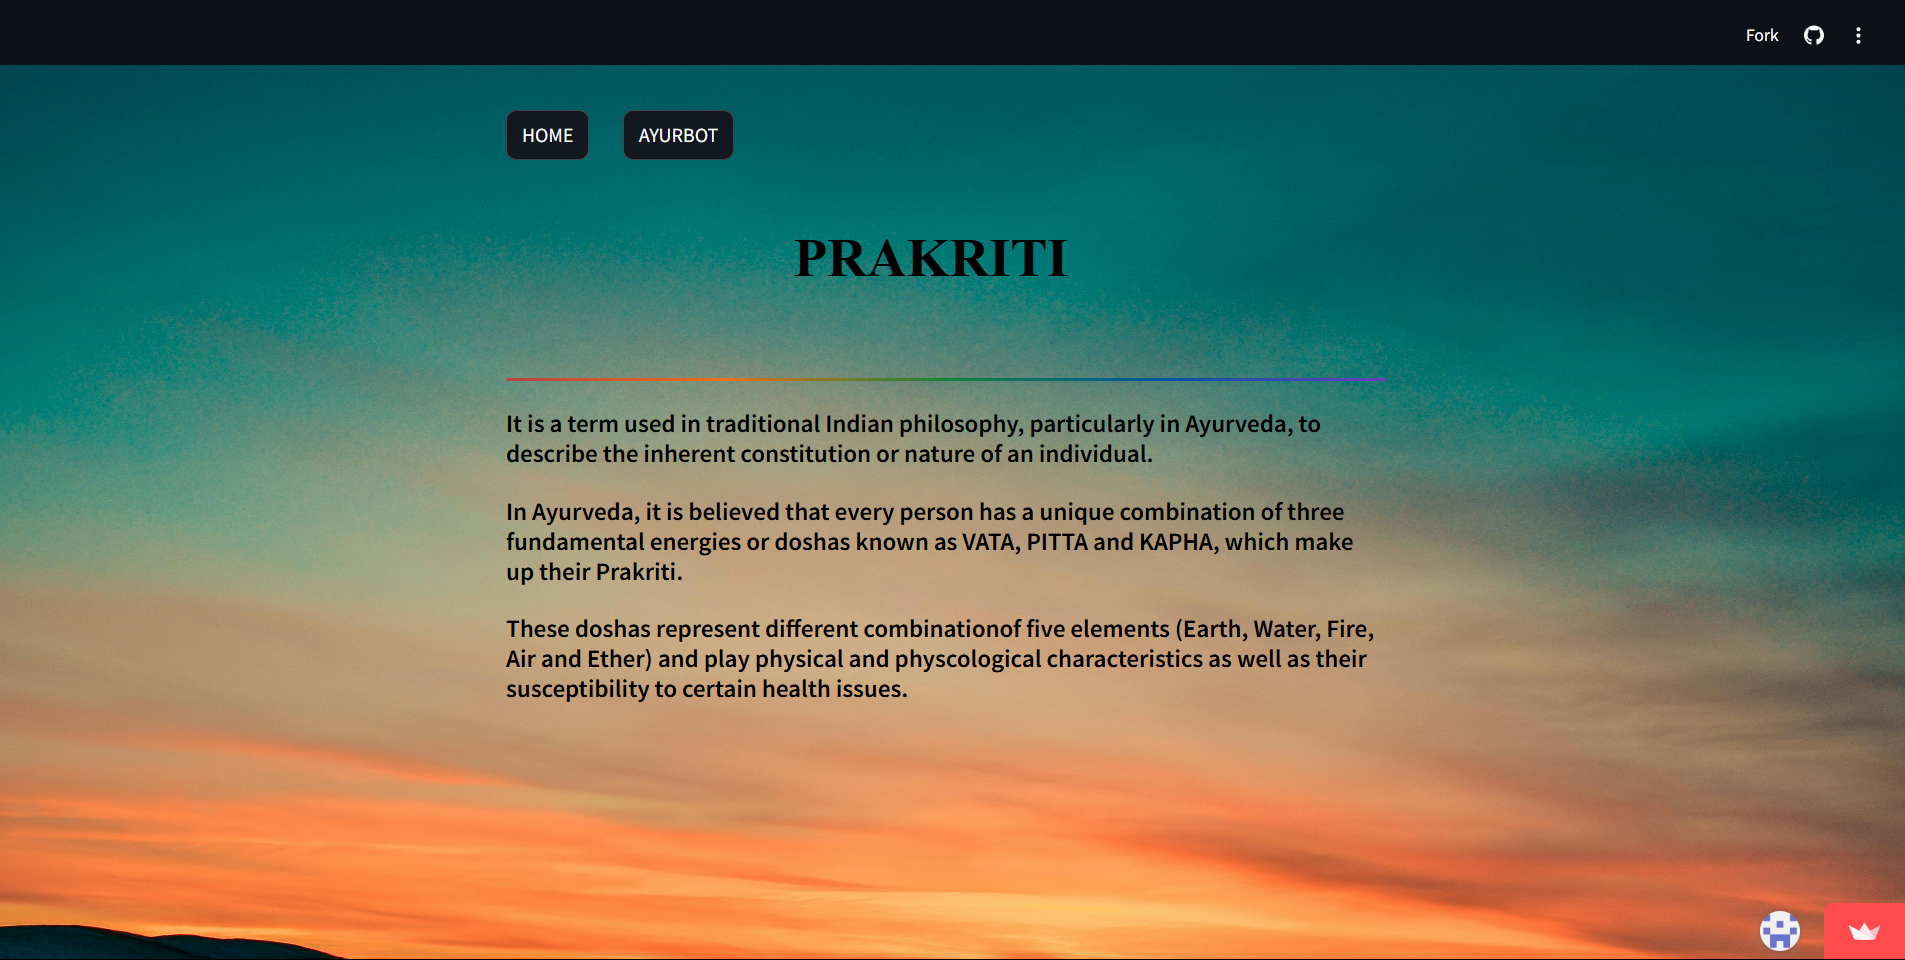 Fork
HOME
AYURBOT
PRAKRITI
It is a term used in traditional Indian philosophy, particularly in Ayurveda, to
describe the inherent constitution or nature of an individual.
In Ayurveda, it is believed that every person has a unique combination of three
fundamental energies or doshas known as VATA, PITTA and KAPHA, which make
up their Prakriti.
These doshas represent different combinationof five elements (Earth, Water, Fire,
Air and Ether) and play physical and physcological characteristics as well as their
susceptibility to certain health issues.